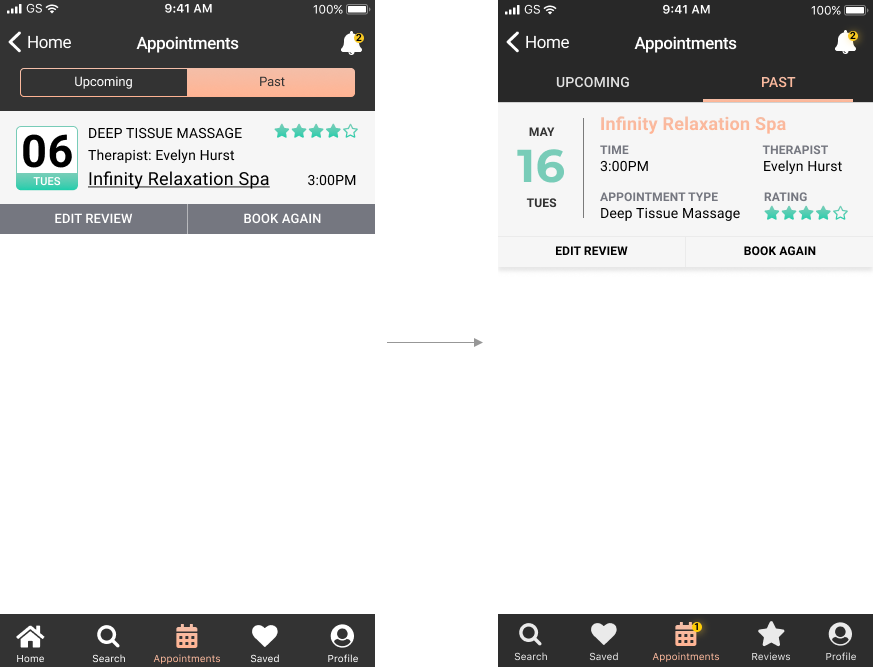 GS 9:41 AM 100%
Home Appointments 2
Upcoming Past
06
TUES
DEEP TISSUE MASSAGE
Therapist: Evelyn Hurst
Infinity Relaxation Spa 3:00PM
EDIT REVIEW BOOK AGAIN
Home Search Appointments Saved Profile
GS 9:41 AM 100%
Home Appointments 2
UPCOMING PAST
MAY
16
TUES
Infinity Relaxation Spa
TIME THERAPIST
3:00PM Evelyn Hurst
APPOINTMENT TYPE RATING
Deep Tissue Massage
EDIT REVIEW BOOK AGAIN
1
Search Saved Appointments Reviews Profile